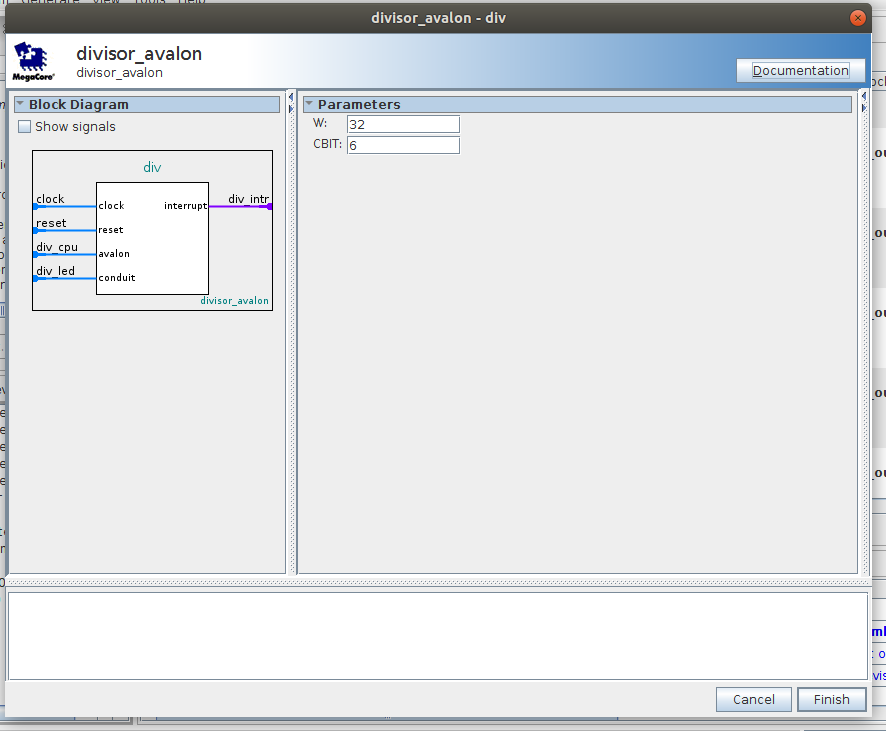 divisor_avalon - div
divisor_avalon
divisor_avalon
MegaCore®
Documentation
Block Diagram
Show signals
div
clock
clock
interrupt
div_intr
reset
reset
div_cpu
avalon
div_led
conduit
divisor_avalon
Parameters
W:
32
CBIT:
6
Cancel
Finish